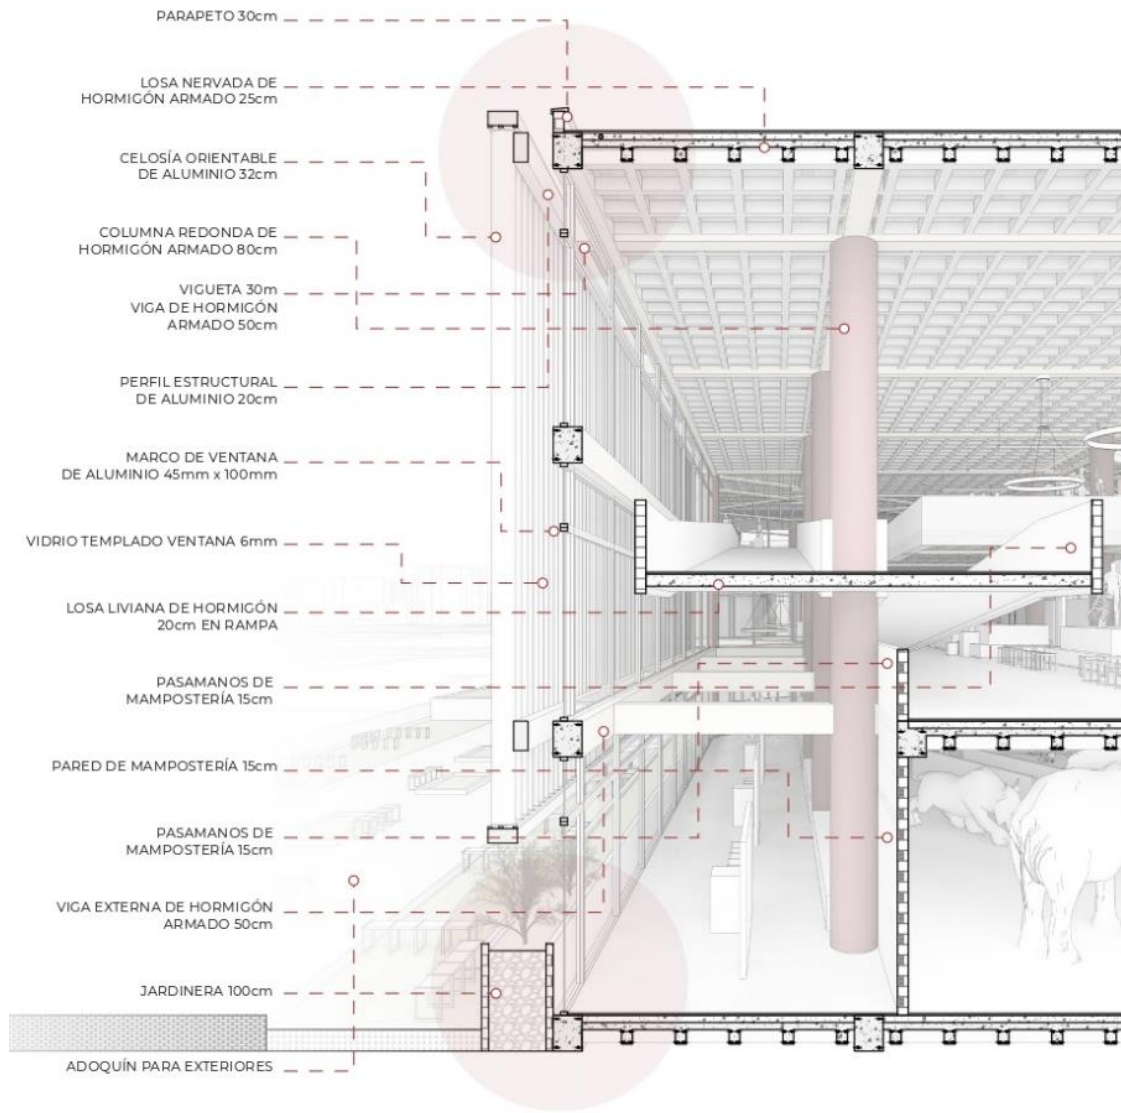 PARAPETO 30cm
LOSA NERVADA DE
HORMIGÓN ARMADO 25cm
CELOSÍA ORIENTABLE
DE ALUMINIO 32cm
COLUMNA REDONDA DE
HORMIGÓN ARMADO 80cm
VIGUETA 30m
VIGA DE HORMIGÓN
ARMADO 50cm
PERFIL ESTRUCTURAL
DE ALUMINIO 20cm
MARCO DE VENTANA
DE ALUMINIO 45mm x 100mm
VIDRIO TEMPLADO VENTANA 6mm
LOSA LIVIANA DE HORMIGÓN
20cm EN RAMPA
PASAMANOS DE
MAMPOSTERÍA 15cm
PARED DE MAMPOSTERÍA 15cm
PASAMANOS DE
MAMPOSTERÍA 15cm
VIGA EXTERNA DE HORMIGÓN
ARMADO 50cm
JARDINERA 100cm
ADOQUÍN PARA EXTERIORES